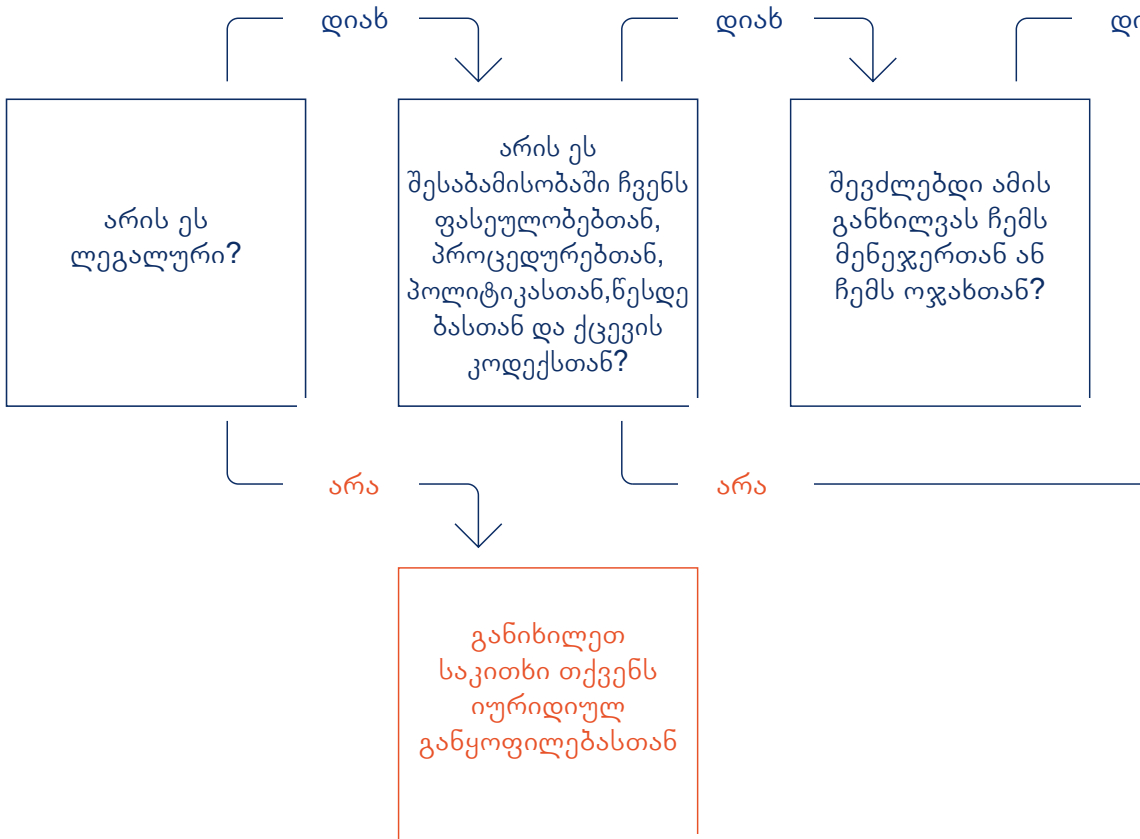 დიახ
დიახ
არის ეს
ლეგალური?
არის ეს
შესაბამისობაში ჩვენს
ფასეულობებთან,
პროცედურებთან,
პოლიტიკასთან,წესდე
ბასთან და ქცევის
კოდექსთან?
შევძლებდი ამის
განხილვას ჩემს
მენეჯერთან ან
ჩემს ოჯახთან?
არა
არა
განიხილეთ
საკითხი თქვენს
იურიდიულ
განყოფილებასთან